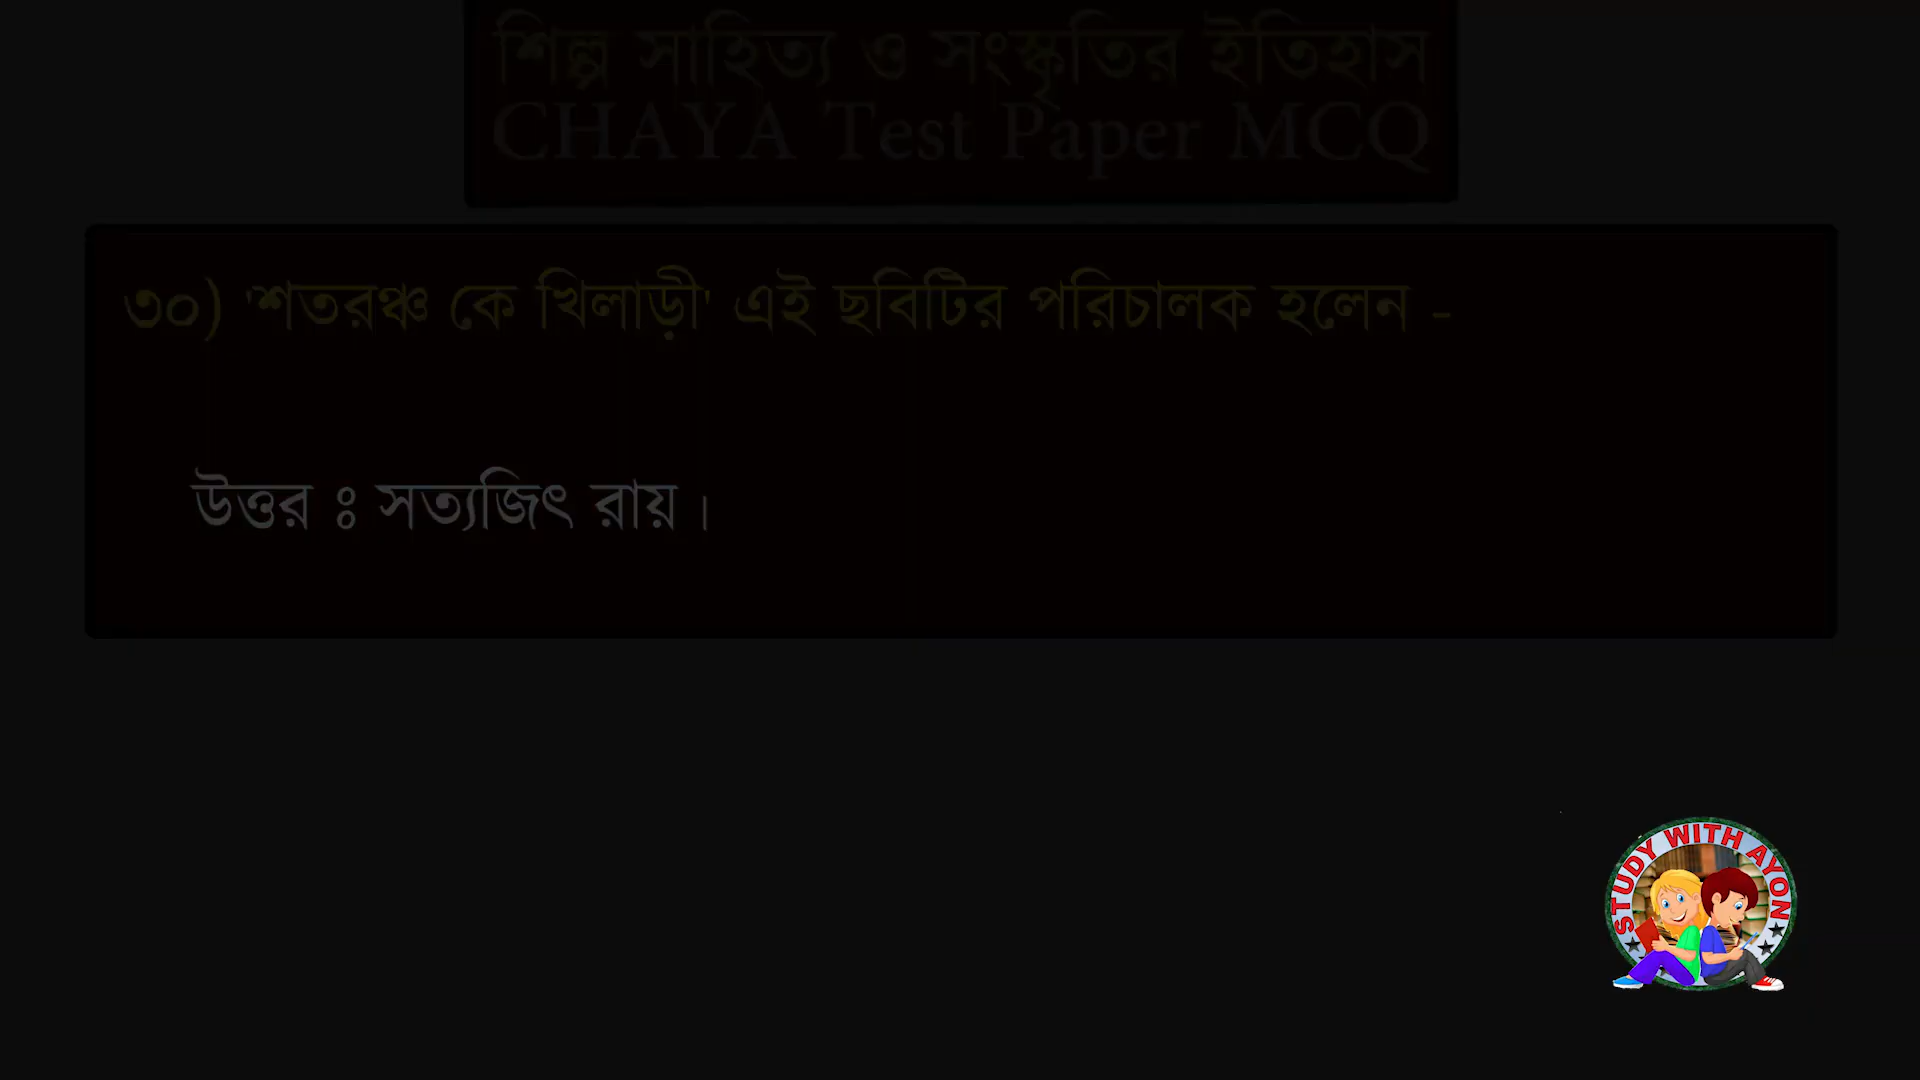 শিল্প সাহিত্য ও সংস্কৃতির ইতিহাস
CHAYA Test Paper MCQ
৩০) 'শতরঞ্চ কে খিলাড়ী' এই ছবিটির পরিচালক হলেন -
উত্তর ঃ সত্যজিৎ রায় ।
STUDY WITH AYON